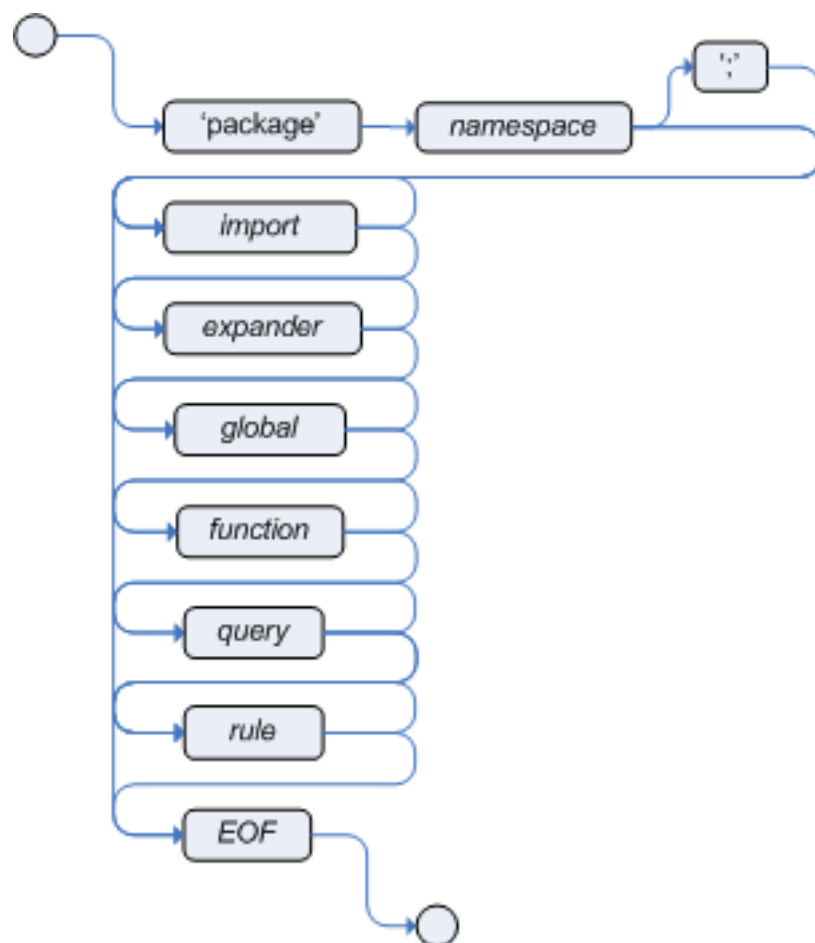 ';'
'package'
namespace
import
expander
global
function
query
rule
EOF